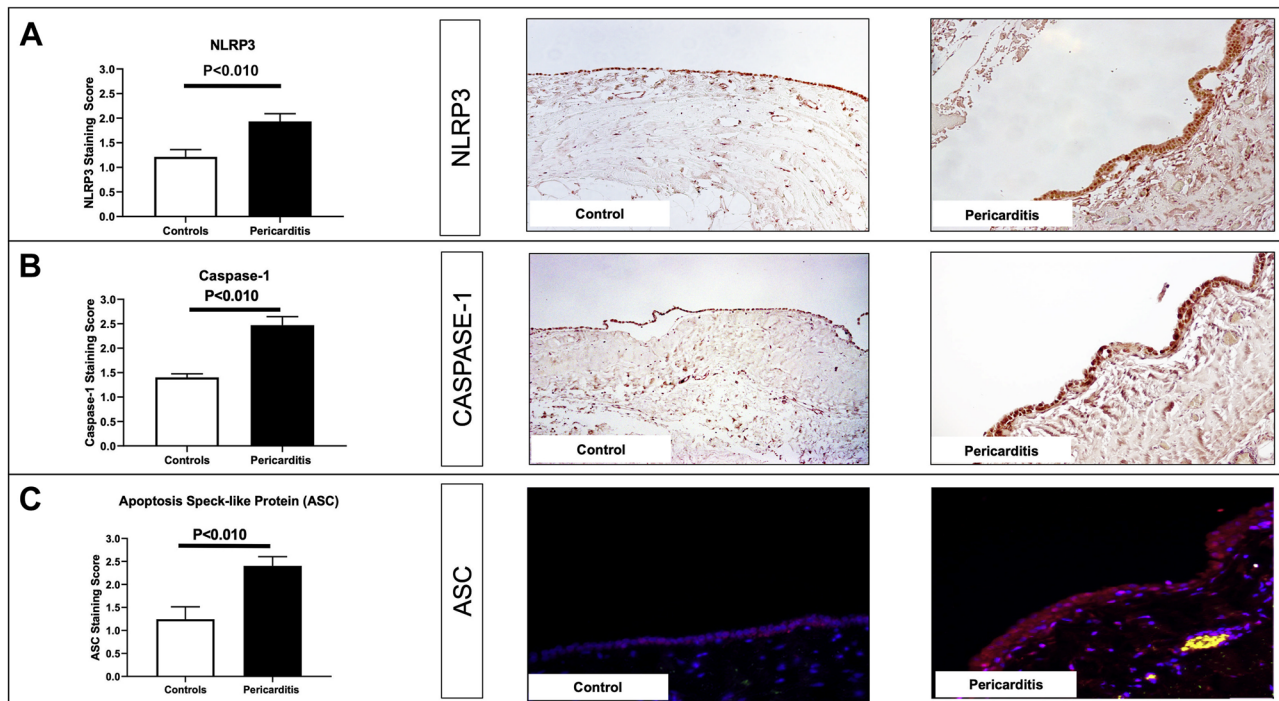 A
NLRP3
P<0.010
NLRP3 Staining Score
3.0
2.5
2.0
1.5
1.0
0.5
0.0
Controls Pericarditis
NLRP3
Control
Pericarditis
B
Caspase-1
P<0.010
Caspase-1 Staining Score
3.0
2.5
2.0
1.5
1.0
0.5
0.0
Controls Pericarditis
CASPASE-1
Control
Pericarditis
C
Apoptosis Speck-like Protein (ASC)
P<0.010
ASC Staining Score
3.0
2.5
2.0
1.5
1.0
0.5
0.0
Controls Pericarditis
ASC
Control
Pericarditis